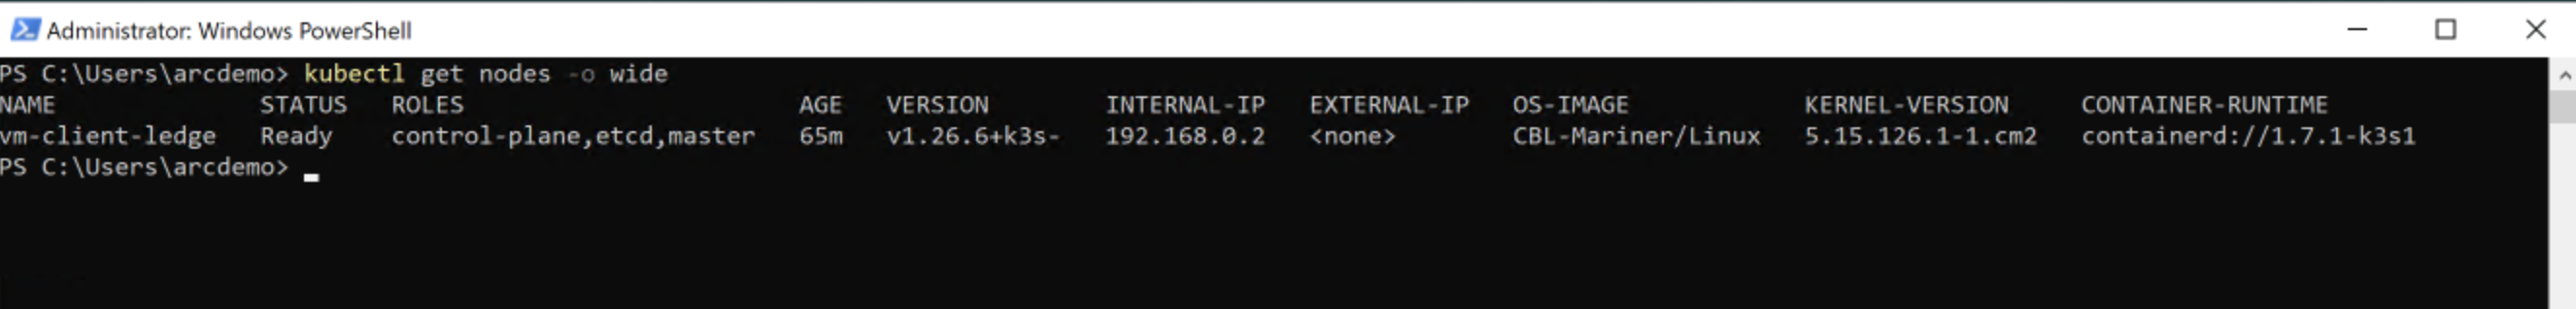 Administrator: Windows PowerShell
PS C:\Users\arcdemo> kubectl get nodes -o wide
NAME STATUS ROLES AGE VERSION INTERNAL-IP EXTERNAL-IP OS-IMAGE KERNEL-VERSION CONTAINER-RUNTIME
vm-client-ledge Ready control-plane,etcd,master 65m v1.26.6+k3s- 192.168.0.2 <none> CBL-Mariner/Linux 5.15.126.1-1.cm2 containerd://1.7.1-k3s1
PS C:\Users\arcdemo>